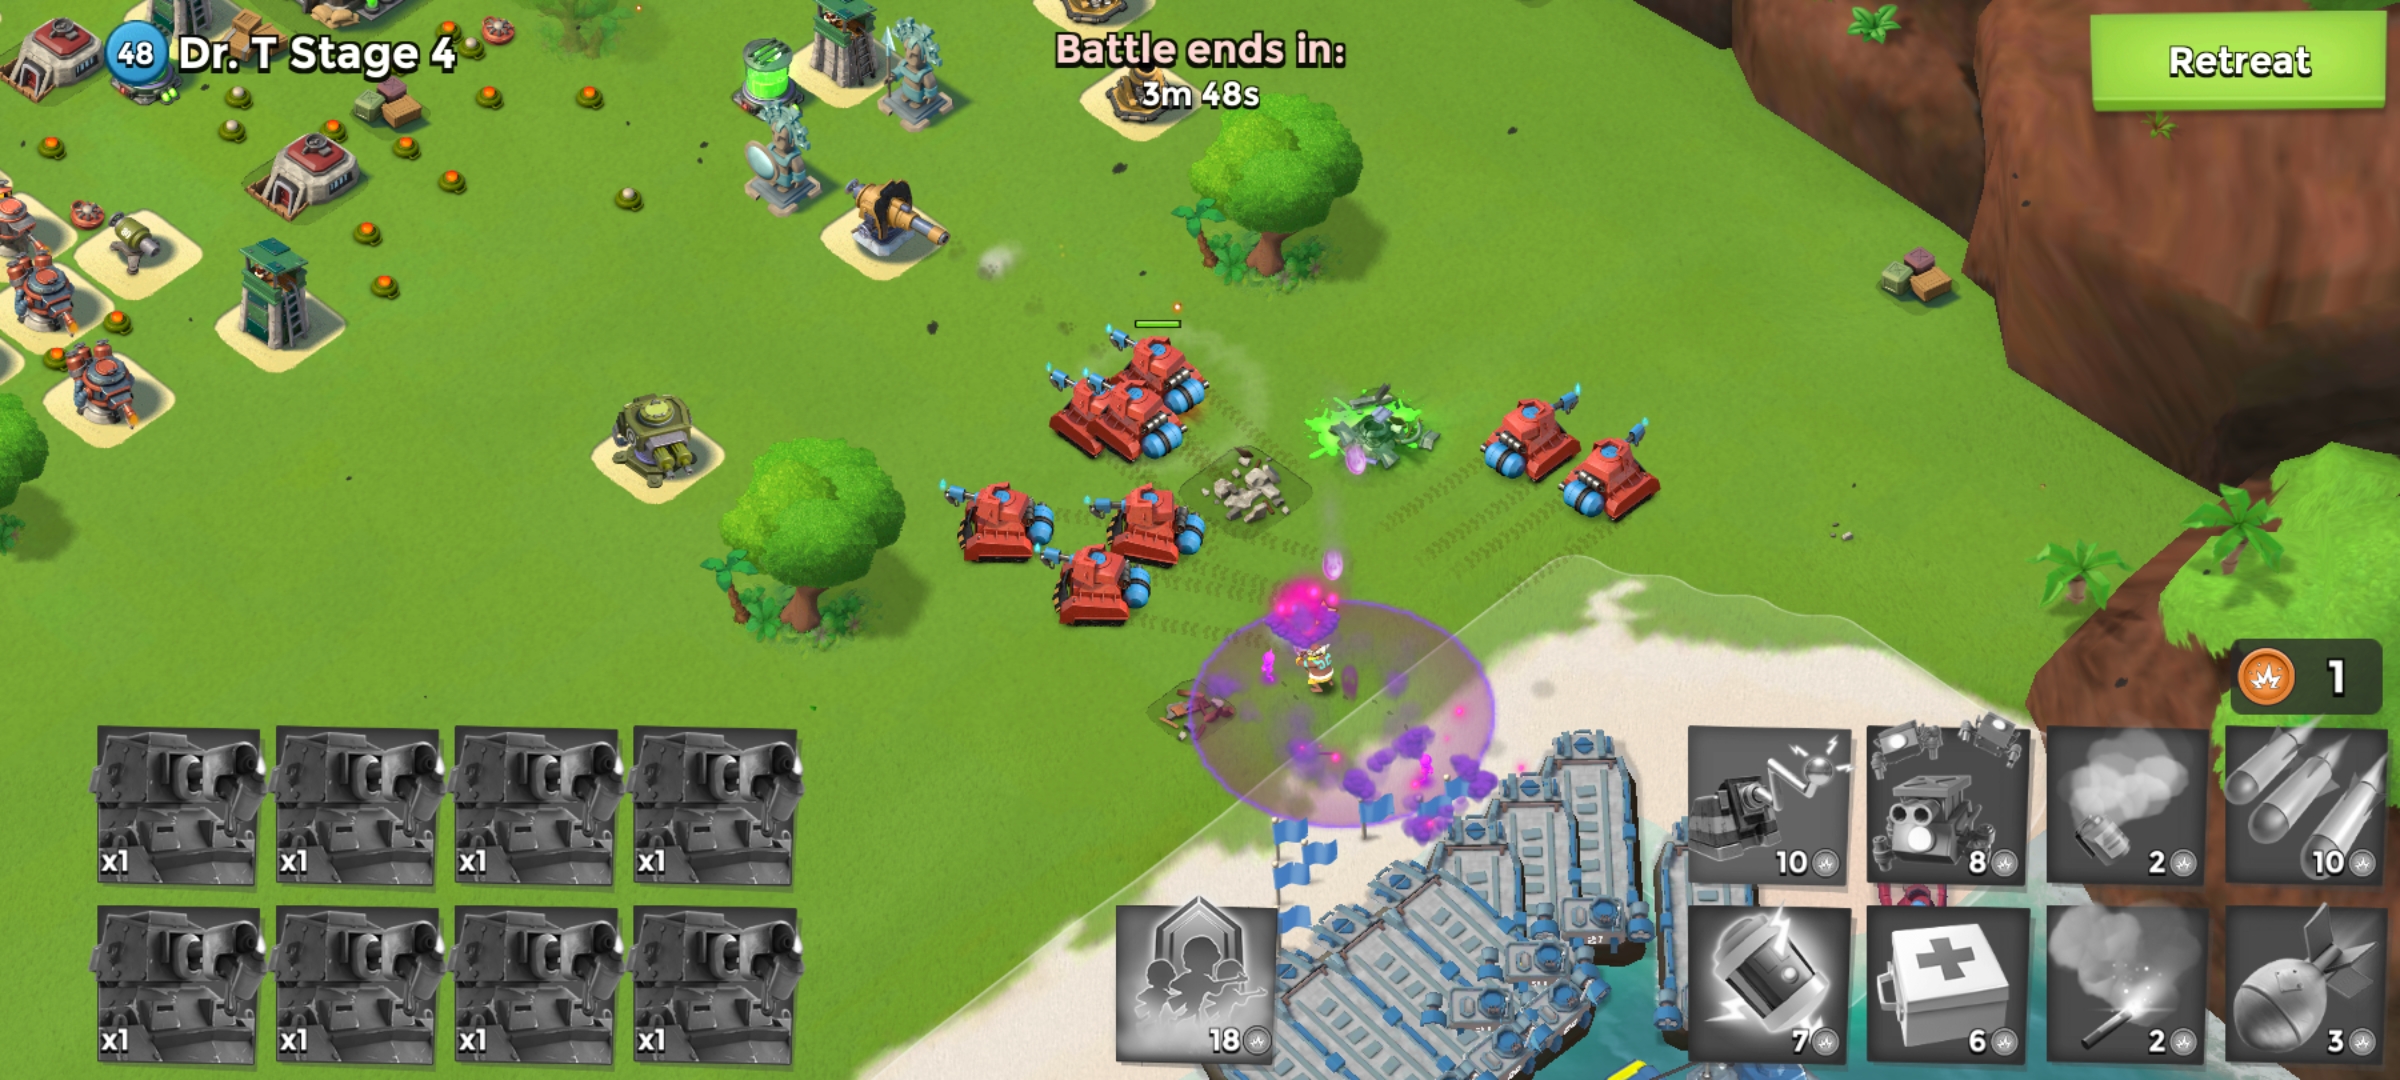 48 Dr. T Stage 4
Battle ends in:
3m 48s
Retreat
1
x1 x1 x1 x1
10 8 2 10
x1 x1 x1 x1
18 7 6 2 3